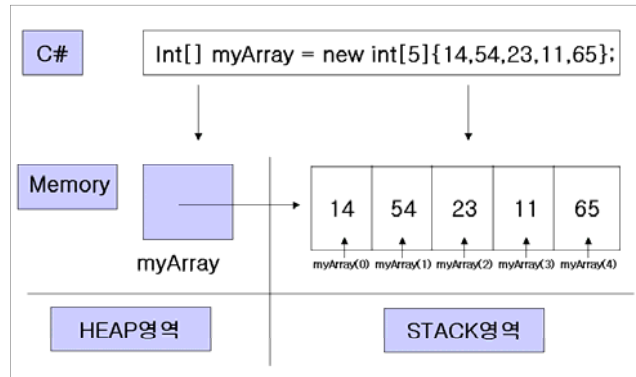 C#
Int[] myArray = new int[5]{14,54,23,11,65};
Memory
14 54 23 11 65
myArray
myArray(0) myArray(1) myArray(2) myArray(3) myArray(4)
HEAP영역
STACK영역